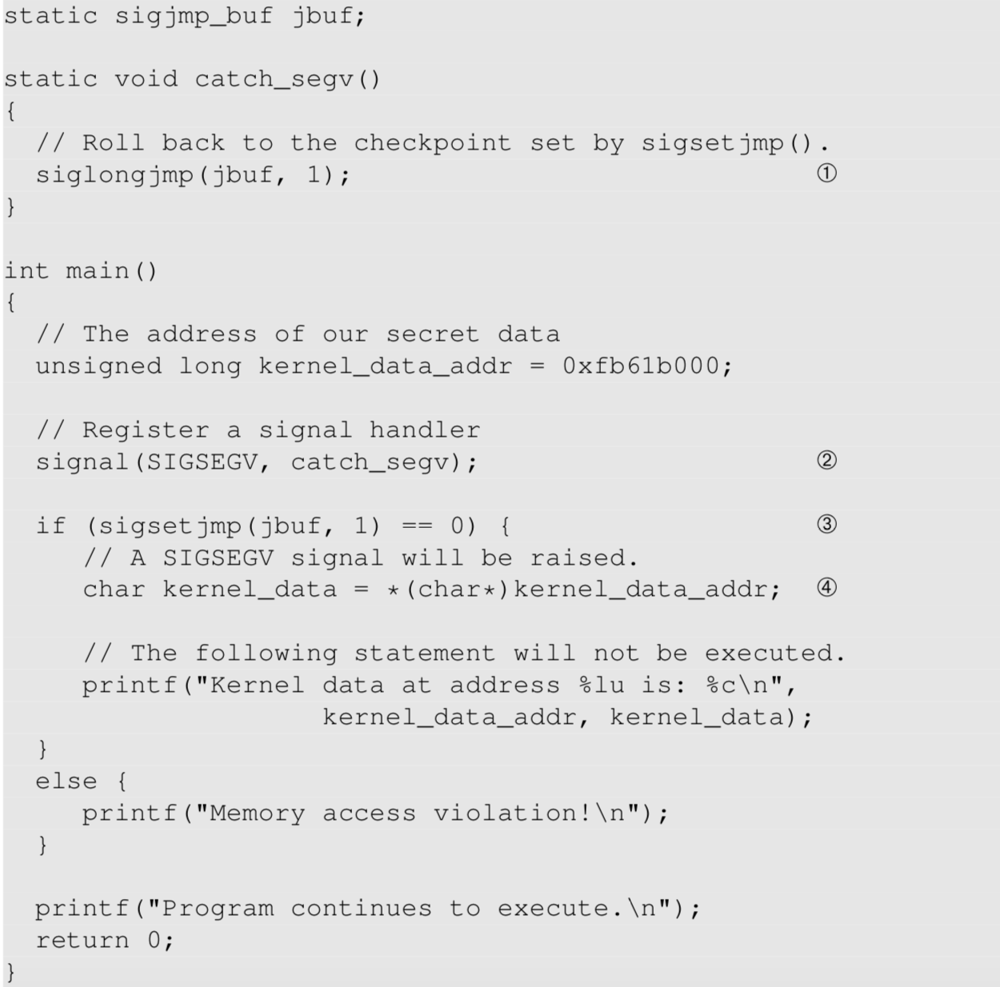 static sigjmp_buf jbuf;
static void catch_segv()
{
  // Roll back to the checkpoint set by sigsetjmp().
  siglongjmp(jbuf, 1); ①
}
int main()
{
  // The address of our secret data
  unsigned long kernel_data_addr = 0xfb61b000;
  // Register a signal handler
  signal(SIGSEGV, catch_segv); ②
  if (sigsetjmp(jbuf, 1) == 0) { ③
     // A SIGSEGV signal will be raised.
     char kernel_data = *(char*)kernel_data_addr; ④
     // The following statement will not be executed.
     printf("Kernel data at address %lu is: %c\n",
                    kernel_data_addr, kernel_data);
  }
  else {
     printf("Memory access violation!\n");
  }
  printf("Program continues to execute.\n");
  return 0;
}